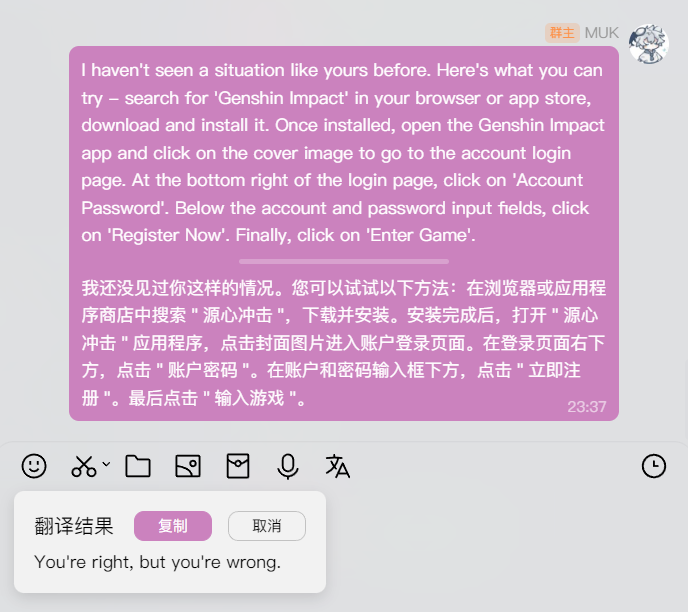 群主 MUK
I haven't seen a situation like yours before. Here's what you can
try – search for 'Genshin Impact' in your browser or app store,
download and install it. Once installed, open the Genshin Impact
app and click on the cover image to go to the account login
page. At the bottom right of the login page, click on 'Account
Password'. Below the account and password input fields, click
on 'Register Now'. Finally, click on 'Enter Game'.
我还没见过你这样的情况。您可以试试以下方法：在浏览器或应用程
序商店中搜索 " 源心冲击 "，下载并安装。安装完成后，打开 " 源心
冲击 " 应用程序，点击封面图片进入账户登录页面。在登录页面右下
方，点击 " 账户密码 "。在账户和密码输入框下方，点击 " 立即注
册 "。最后点击 " 输入游戏 "。
23:37
翻译结果 复制 取消
You're right, but you're wrong.